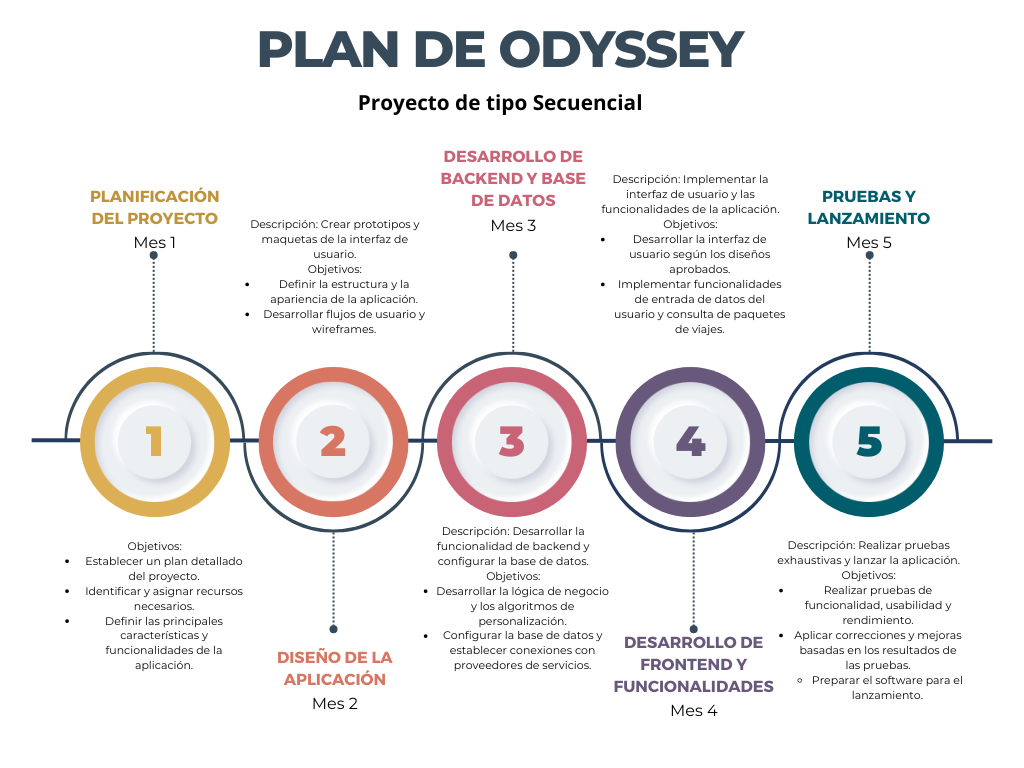 PLAN DE ODYSSEY
Proyecto de tipo Secuencial
PLANIFICACIÓN
DEL PROYECTO
Mes 1
1
Objetivos:
• Establecer un plan detallado
del proyecto.
• Identificar y asignar recursos
necesarios.
• Definir las principales
características y
funcionalidades de la
aplicación.
Descripción: Crear prototipos y
maquetas de la interfaz de
usuario.
Objetivos:
• Definir la estructura y la
apariencia de la aplicación.
• Desarrollar flujos de usuario y
wireframes.
2
DISEÑO DE LA
APLICACIÓN
Mes 2
DESARROLLO DE
BACKEND Y BASE
DE DATOS
Mes 3
3
Descripción: Desarrollar la
funcionalidad de backend y
configurar la base de datos.
Objetivos:
• Desarrollar la lógica de negocio
y los algoritmos de
personalización.
• Configurar la base de datos y
establecer conexiones con
proveedores de servicios.
Descripción: Implementar la
interfaz de usuario y las
funcionalidades de la aplicación.
Objetivos:
• Desarrollar la interfaz de
usuario según los diseños
aprobados.
• Implementar funcionalidades
de entrada de datos del
usuario y consulta de paquetes
de viajes.
4
DESARROLLO DE
FRONTEND Y
FUNCIONALIDADES
Mes 4
PRUEBAS Y
LANZAMIENTO
Mes 5
5
Descripción: Realizar pruebas
exhaustivas y lanzar la aplicación.
Objetivos:
• Realizar pruebas de
funcionalidad, usabilidad y
rendimiento.
• Aplicar correcciones y mejoras
basadas en los resultados de
las pruebas.
◦ Preparar el software para el
lanzamiento.